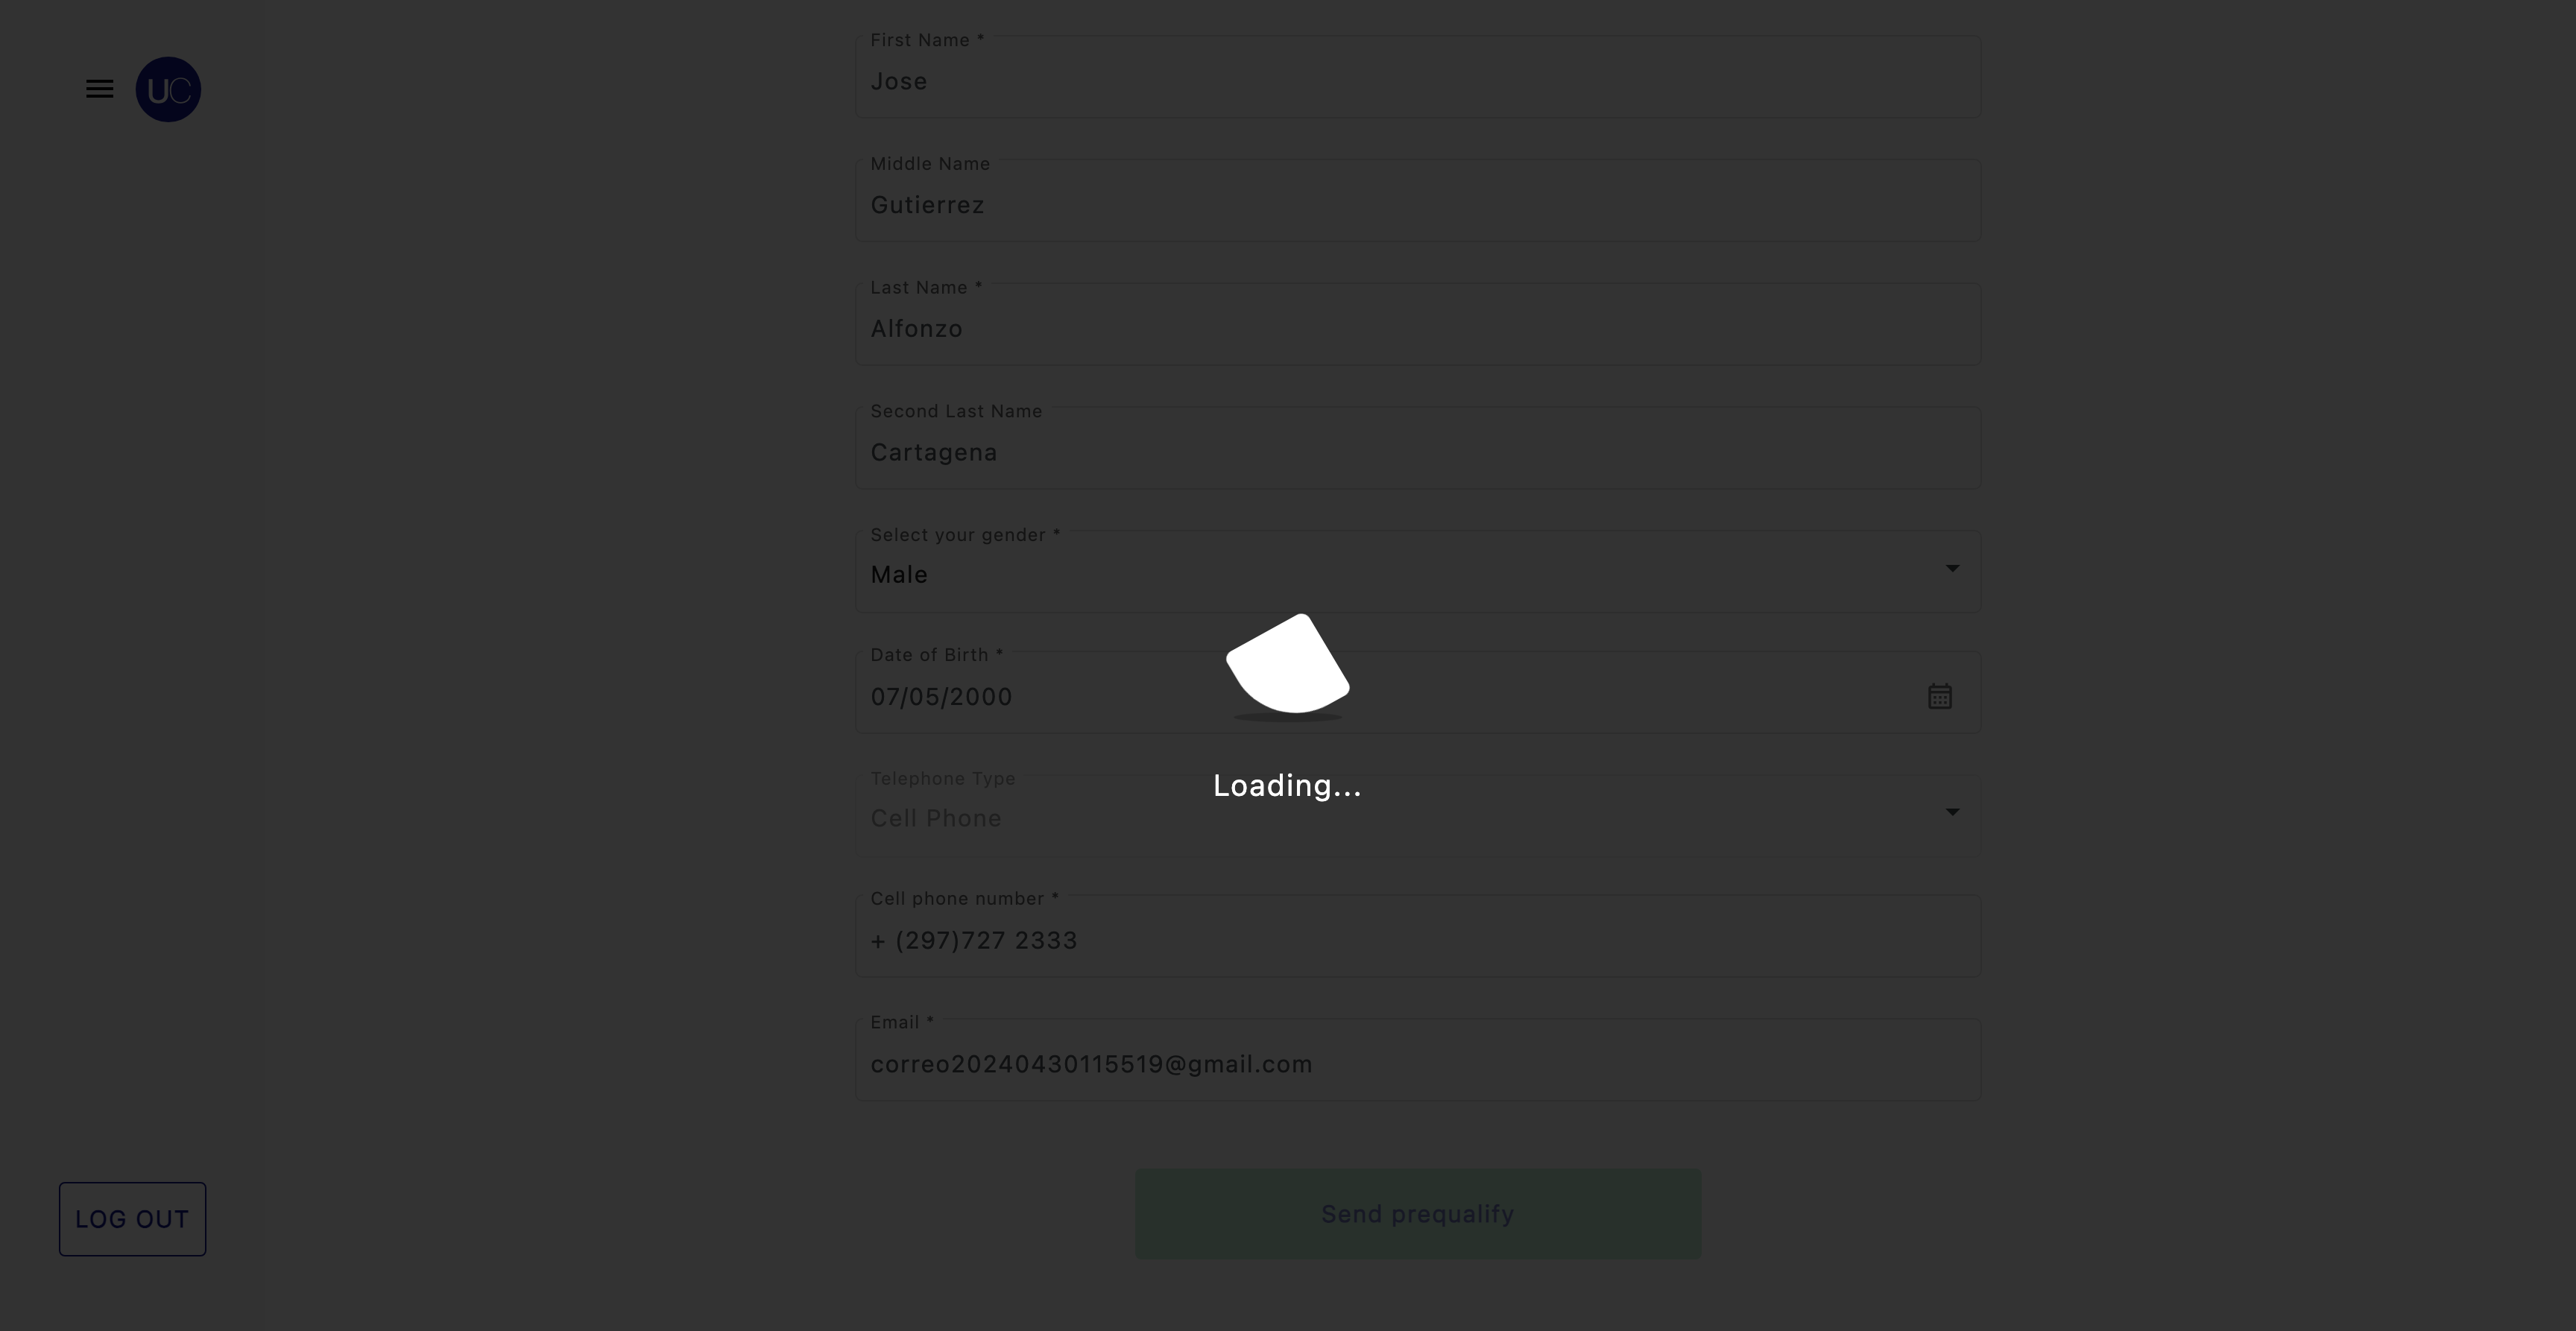 UC
First Name *
Jose
Middle Name
Gutierrez
Last Name *
Alfonzo
Second Last Name
Cartagena
Select your gender *
Male
Date of Birth *
07/05/2000
Loading...
Telephone Type
Cell Phone
Cell phone number *
+ (297)727 2333
Email *
correo20240430115519@gmail.com
Send prequalify
LOG OUT